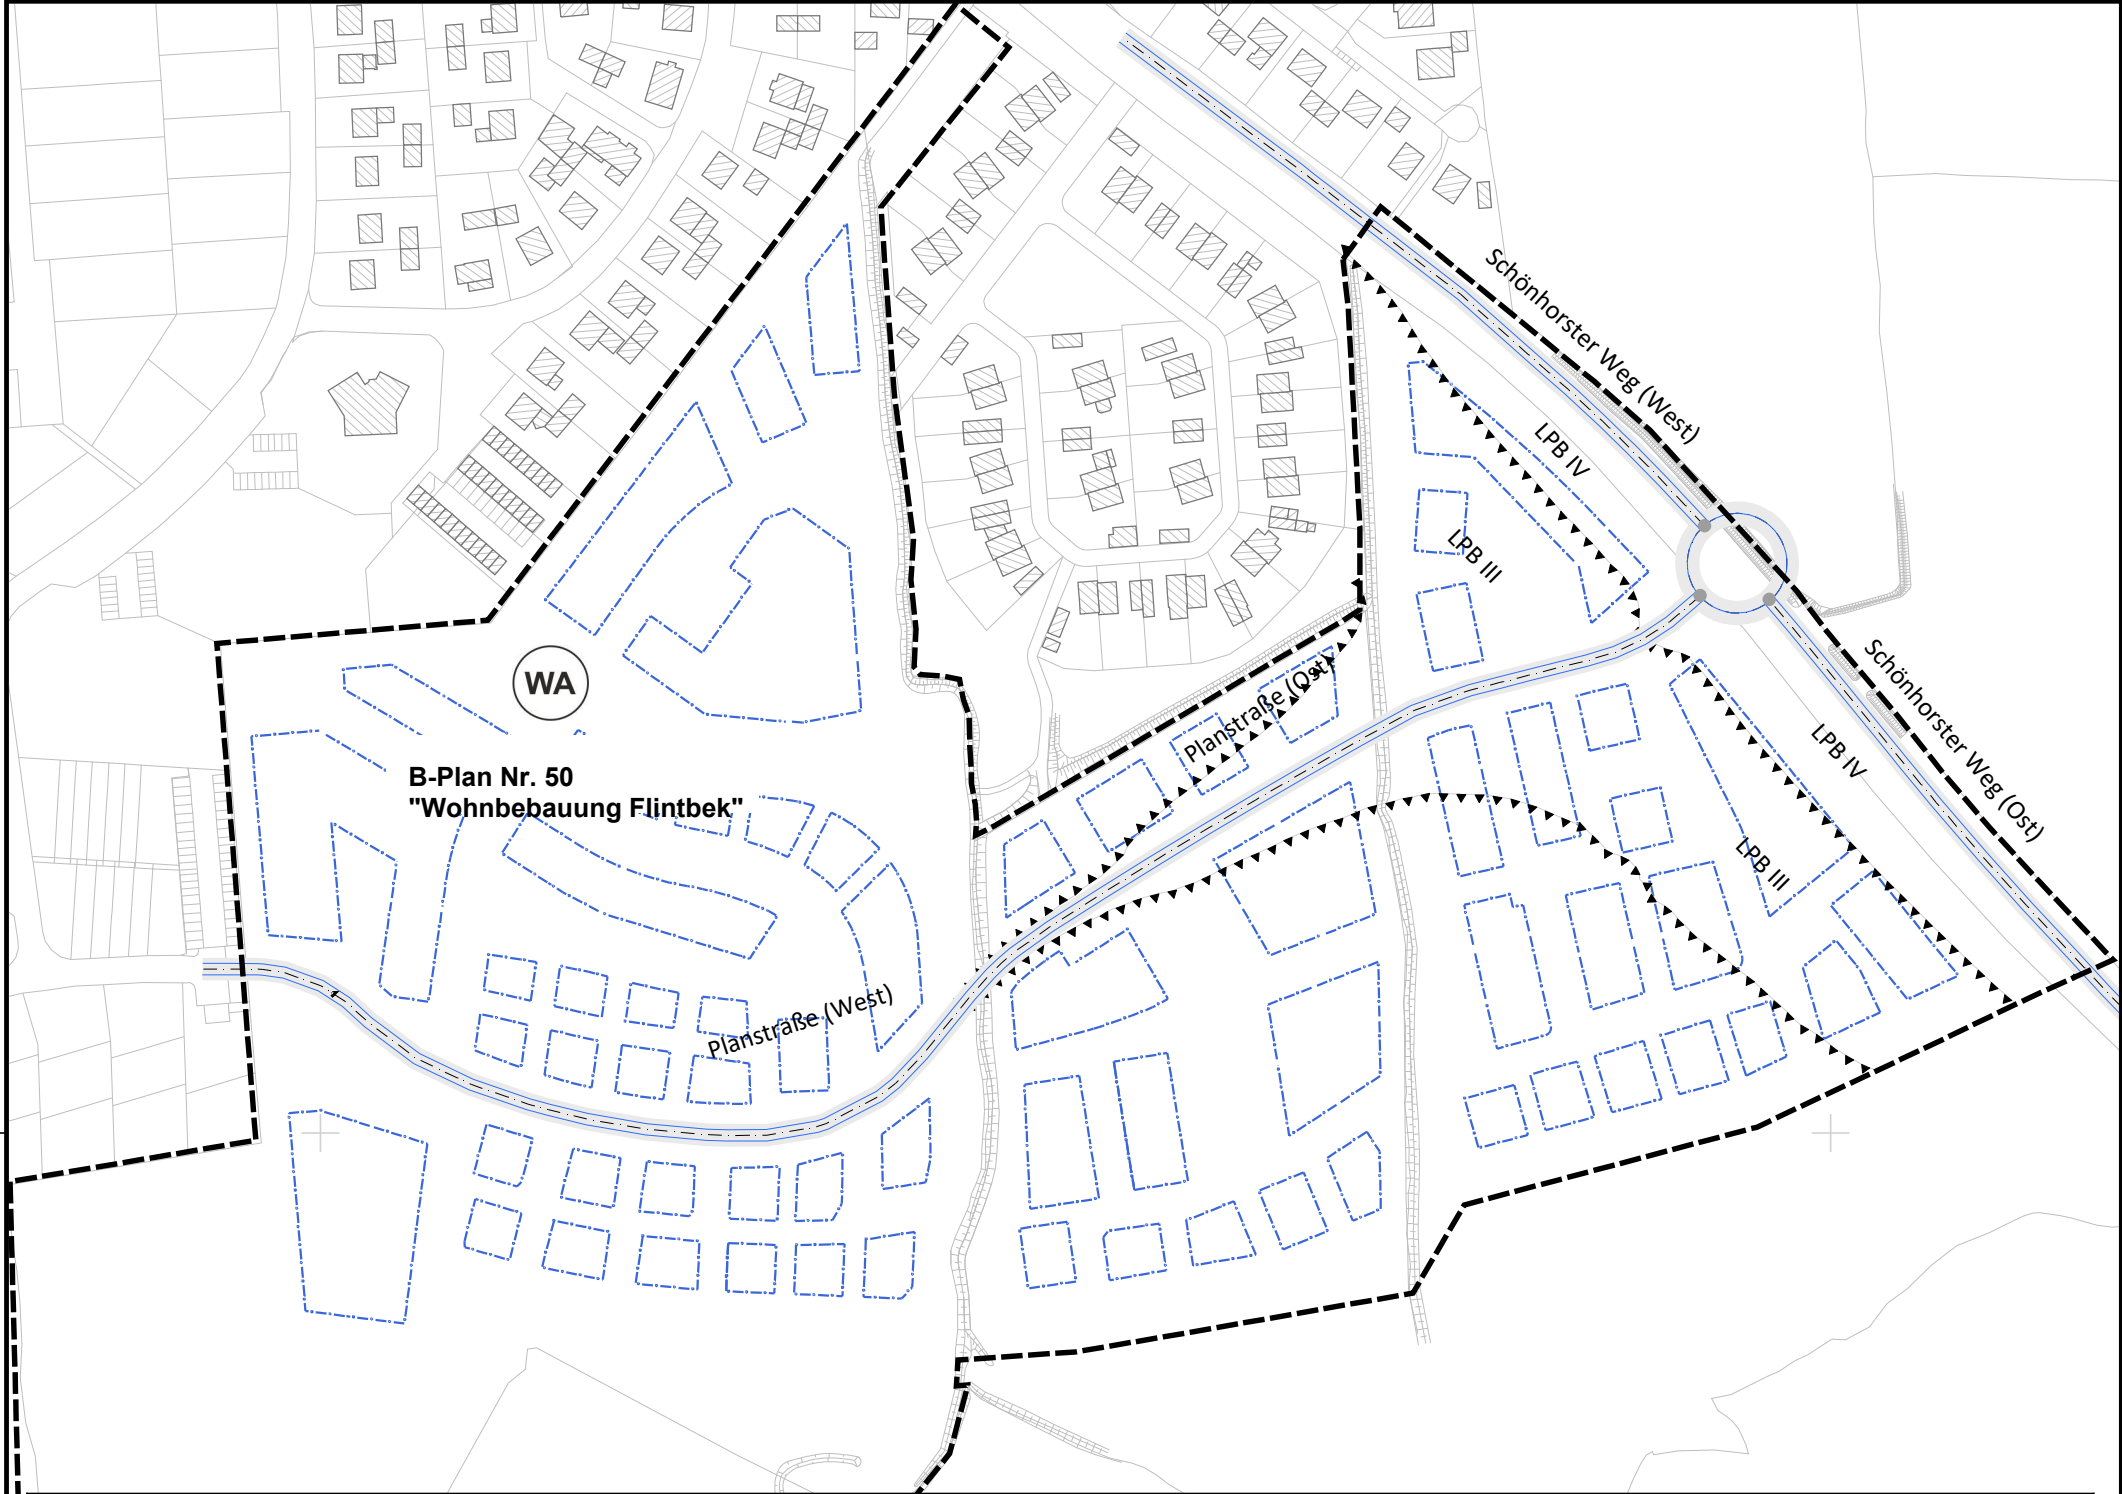 Schönhorster Weg (West)
LPB IV
LPB III
WA
Planstraße (Ost)
Schönhorster Weg (Ost)
LPB IV
B-Plan Nr. 50
"Wohnbebauung Flintbek"
LPB III
Planstraße (West)